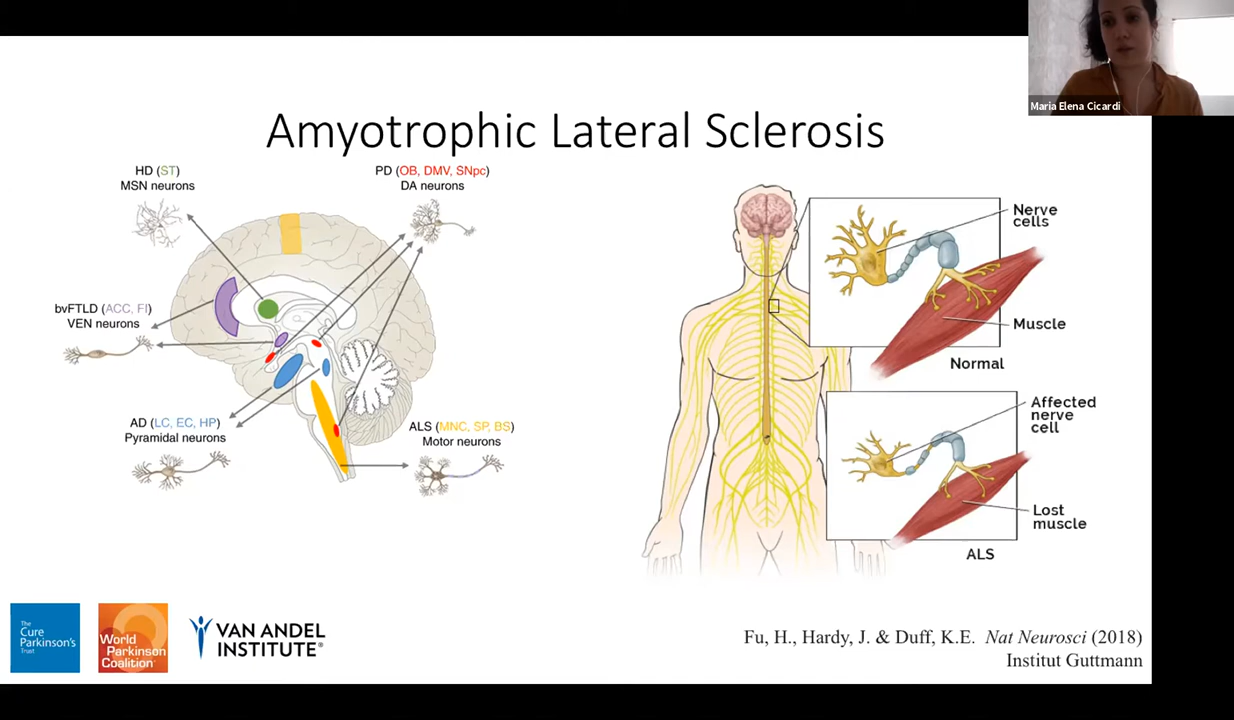 Maria Elena Cicardi
Amyotrophic Lateral Sclerosis
HD (ST)
MSN neurons
PD (OB, DMV, SNpc)
DA neurons
bvFTLD (ACC, FI)
VEN neurons
AD (LC, EC, HP)
Pyramidal neurons
ALS (MNC, SP, BS)
Motor neurons
Nerve
cells
Muscle
Normal
Affected
nerve
cell
Lost
muscle
ALS
The
Cure
Parkinson's
Trust
World
Parkinson
Coalition
VAN ANDEL
INSTITUTE®
Fu, H., Hardy, J. & Duff, K.E. Nat Neurosci (2018)
Institut Guttmann